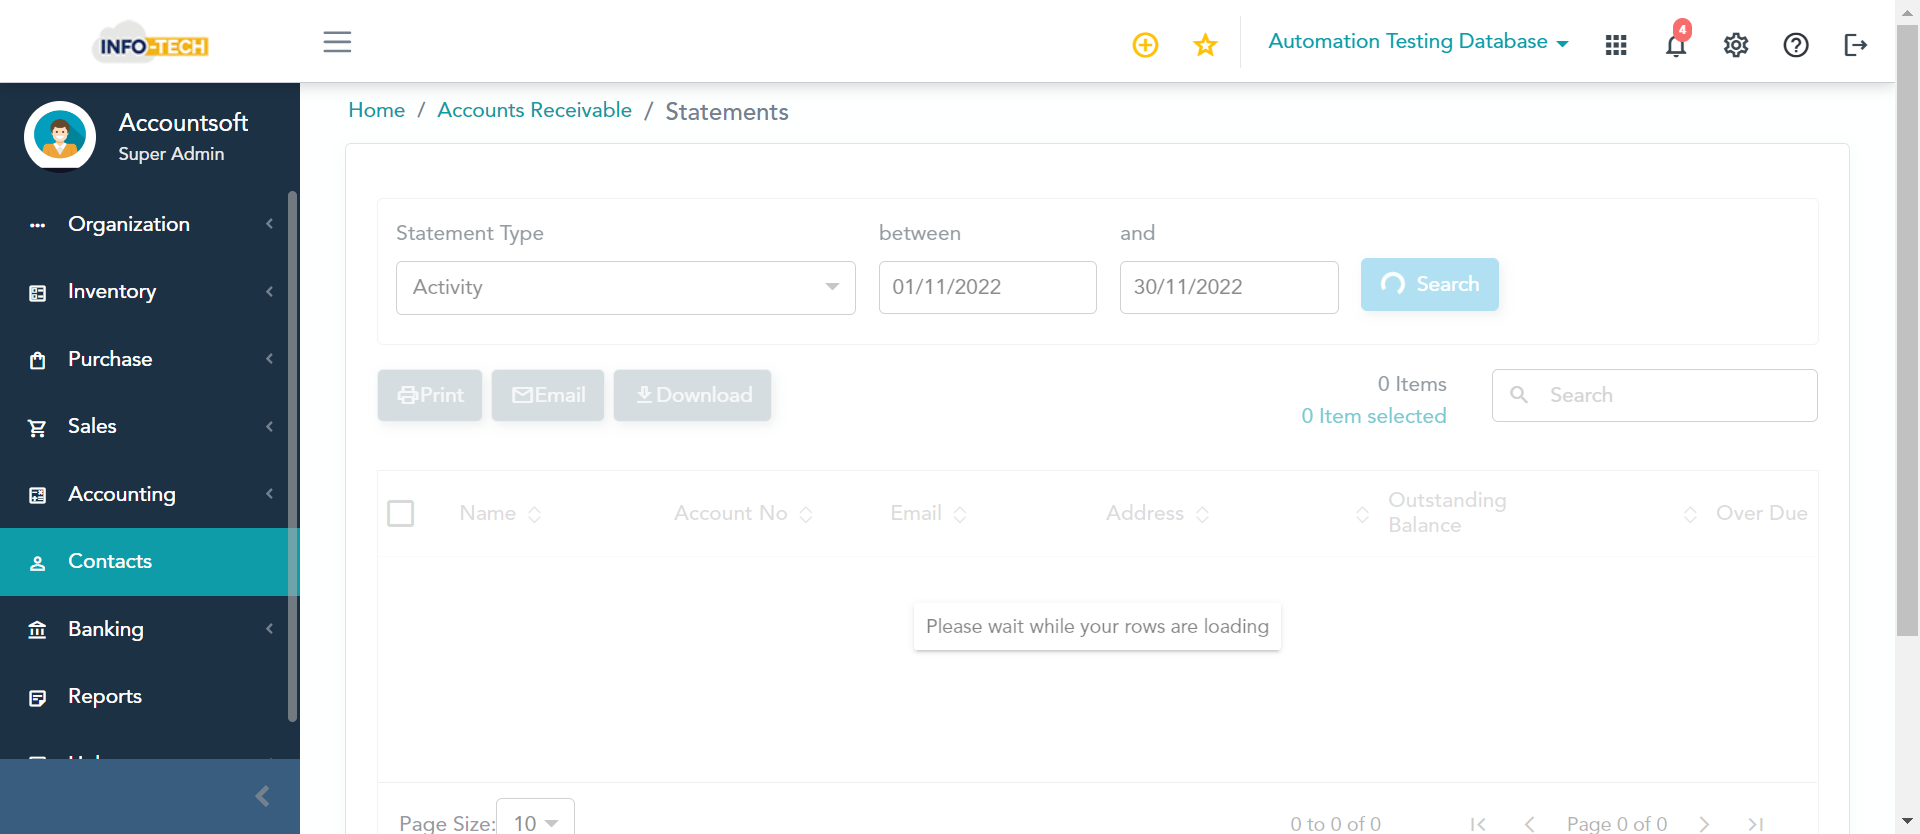 INFO-TECH
Automation Testing Database
4
Accountsoft
Super Admin
Organization
Inventory
Purchase
Sales
Accounting
Contacts
Banking
Reports
Home / Accounts Receivable / Statements
Statement Type
between
and
Activity
01/11/2022
30/11/2022
Search
Print
Email
Download
0 Items
0 Item selected
Search
Name
Account No
Email
Address
Outstanding
Balance
Over Due
Please wait while your rows are loading
Page Size:
10
0 to 0 of 0
Page 0 of 0